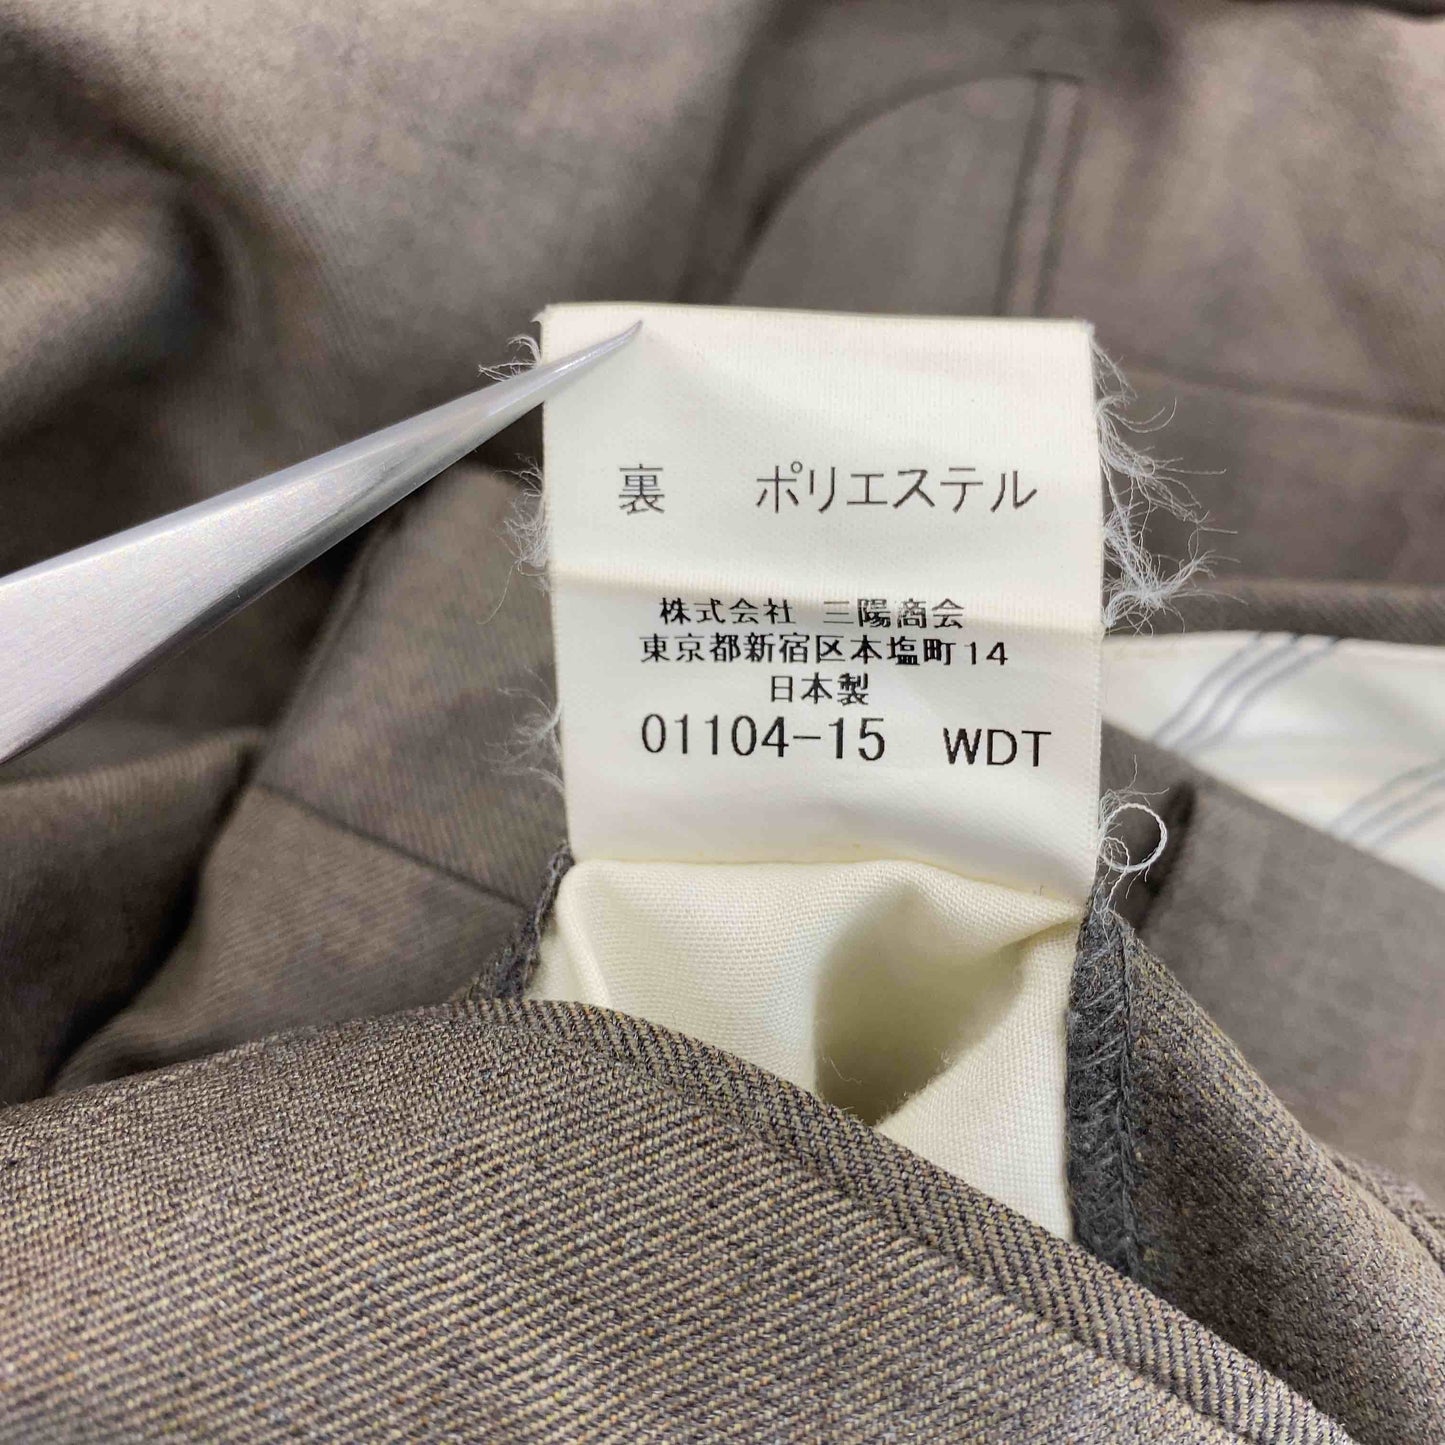 裏 ポリエステル
株式会社 三陽商会
東京都新宿区本塩町14
日本製
01104-15 WDT